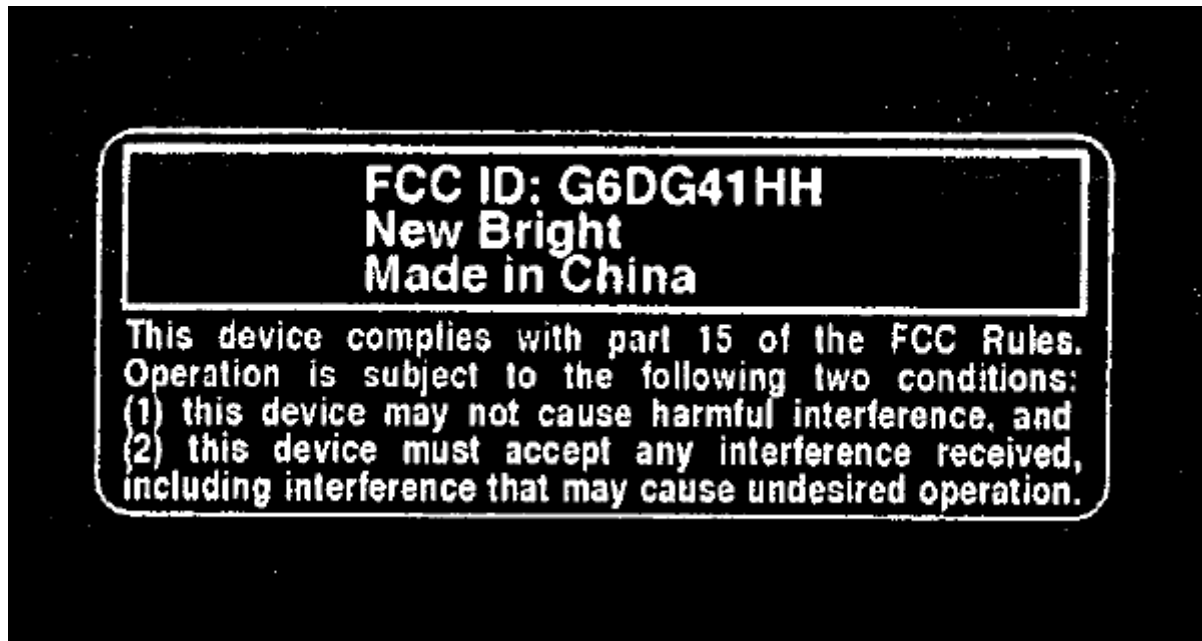 FCC ID: G6DG41HH
New Bright
Made in China
This device complies with part 15 of the FCC Rules.
Operation is subject to the following two conditions:
(1) this device may not cause harmful interference, and
(2) this device must accept any interference received,
including interference that may cause undesired operation.